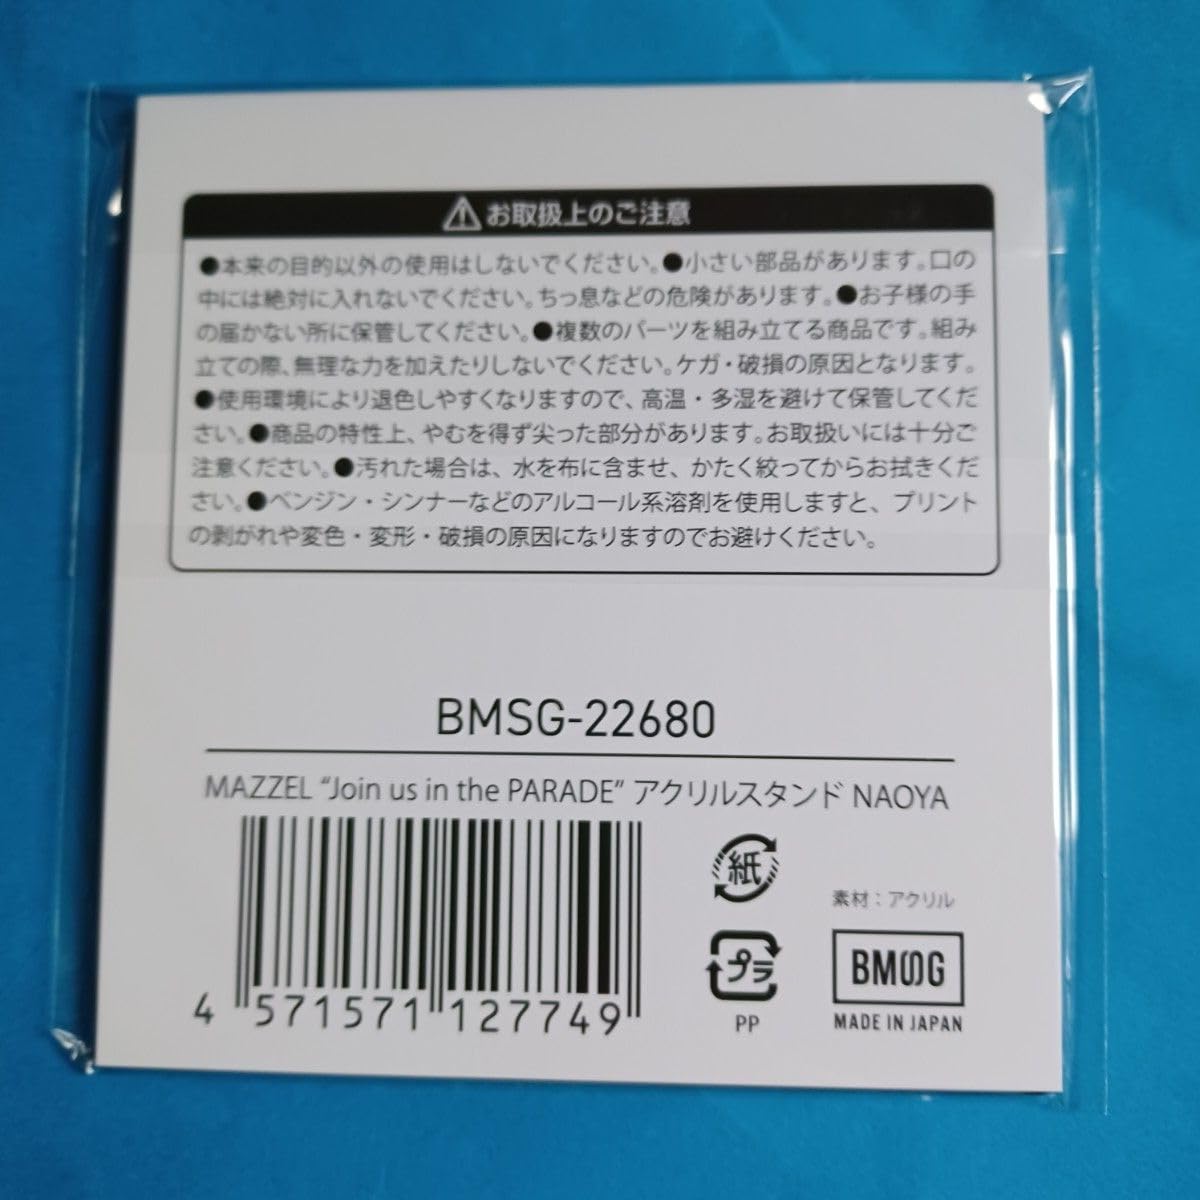 ⚠お取扱上のご注意
●本来の目的以外の使用はしないでください。●小さい部品があります。口の
中には絶対に入れないでください。ちっ息などの危険があります。●お子様の手
の届かない所に保管してください。●複数のパーツを組み立てる商品です。組み
立ての際、無理な力を加えたりしないでください。ケガ・破損の原因となります。
●使用環境により退色しやすくなりますので、高温・多湿を避けて保管してくだ
さい。●商品の特性上、やむを得ず尖った部分があります。お取扱いには十分ご
注意ください。●汚れた場合は、水を布に含ませ、かたく絞ってからお拭きくだ
さい。●ベンジン・シンナーなどのアルコール系溶剤を使用しますと、プリント
の剥がれや変色・変形・破損の原因になりますのでお避けください。
BMSG-22680
MAZZEL “Join us in the PARADE” アクリルスタンド NAOYA
4 571571 127749
紙
プラ
PP
素材：アクリル
BMSG
MADE IN JAPAN